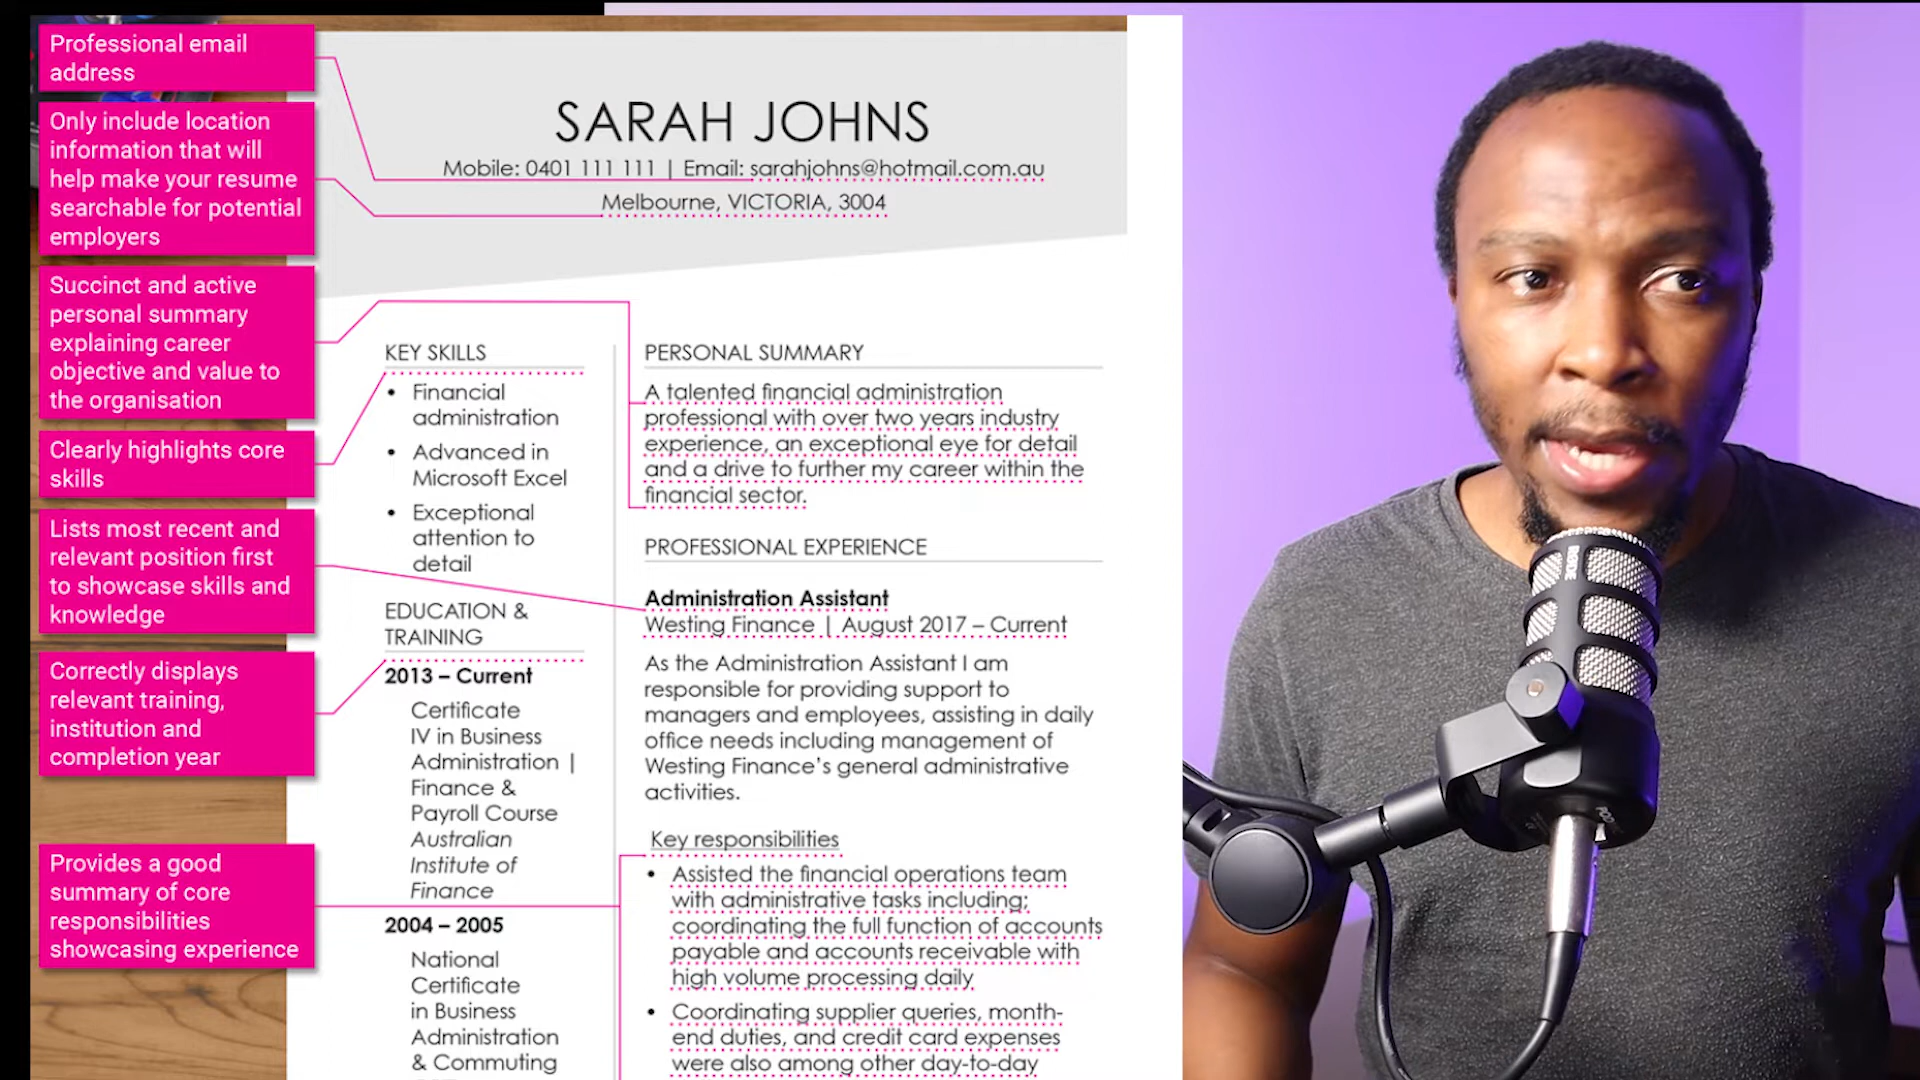 Professional email
address
Only include location
information that will
help make your resume
searchable for potential
employers
Succinct and active
personal summary
explaining career
objective and value to
the organisation
Clearly highlights core
skills
Lists most recent and
relevant position first
to showcase skills and
knowledge
Correctly displays
relevant training,
institution and
completion year
Provides a good
summary of core
responsibilities
showcasing experience
SARAH JOHNS
Mobile: 0401 111 111 | Email: sarahjohns@hotmail.com.au
Melbourne, VICTORIA, 3004
KEY SKILLS
• Financial
administration
• Advanced in
Microsoft Excel
• Exceptional
attention to
detail
EDUCATION &
TRAINING
2013 – Current
Certificate
IV in Business
Administration |
Finance &
Payroll Course
Australian
Institute of
Finance
2004 – 2005
National
Certificate
in Business
Administration
& Commuting
PERSONAL SUMMARY
A talented financial administration
professional with over two years industry
experience, an exceptional eye for detail
and a drive to further my career within the
financial sector.
PROFESSIONAL EXPERIENCE
Administration Assistant
Westing Finance | August 2017 – Current
As the Administration Assistant I am
responsible for providing support to
managers and employees, assisting in daily
office needs including management of
Westing Finance’s general administrative
activities.
Key responsibilities
• Assisted the financial operations team
with administrative tasks including;
coordinating the full function of accounts
payable and accounts receivable with
high volume processing daily
• Coordinating supplier queries, month-
end duties, and credit card expenses
were also among other day-to-day
RØDE
POD